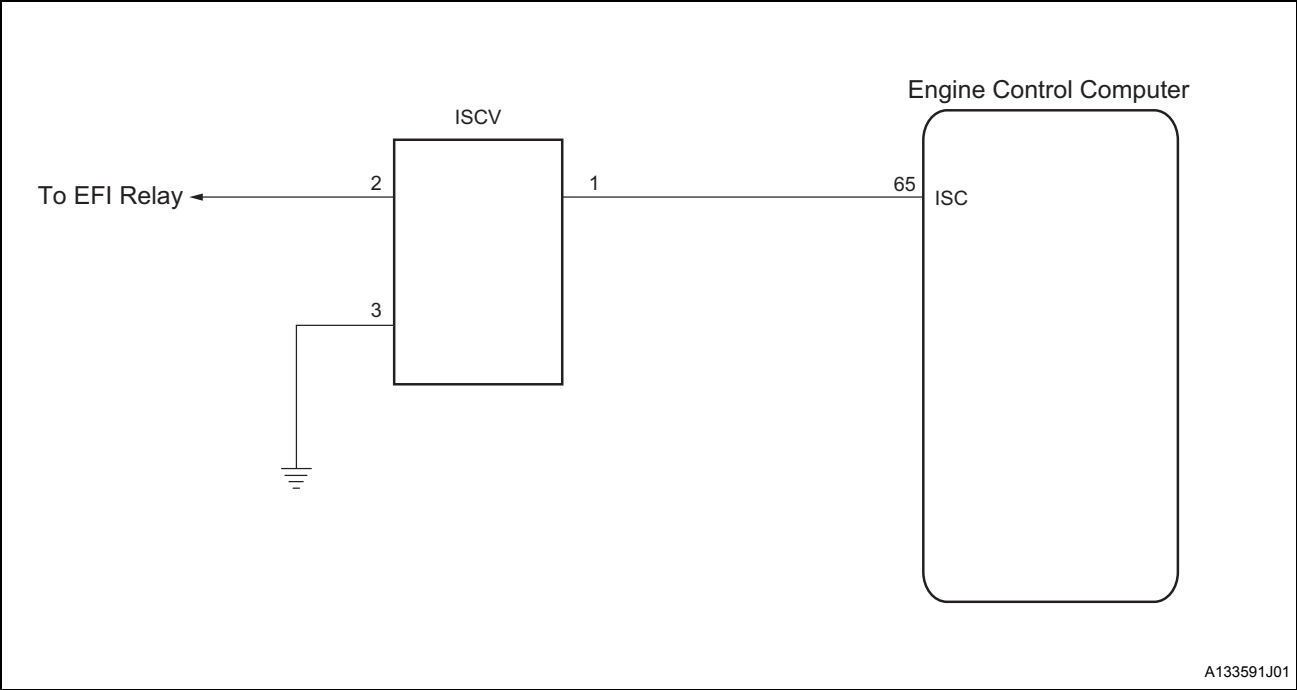 Engine Control Computer
ISCV
To EFI Relay
2
1
65
ISC
3
A133591J01